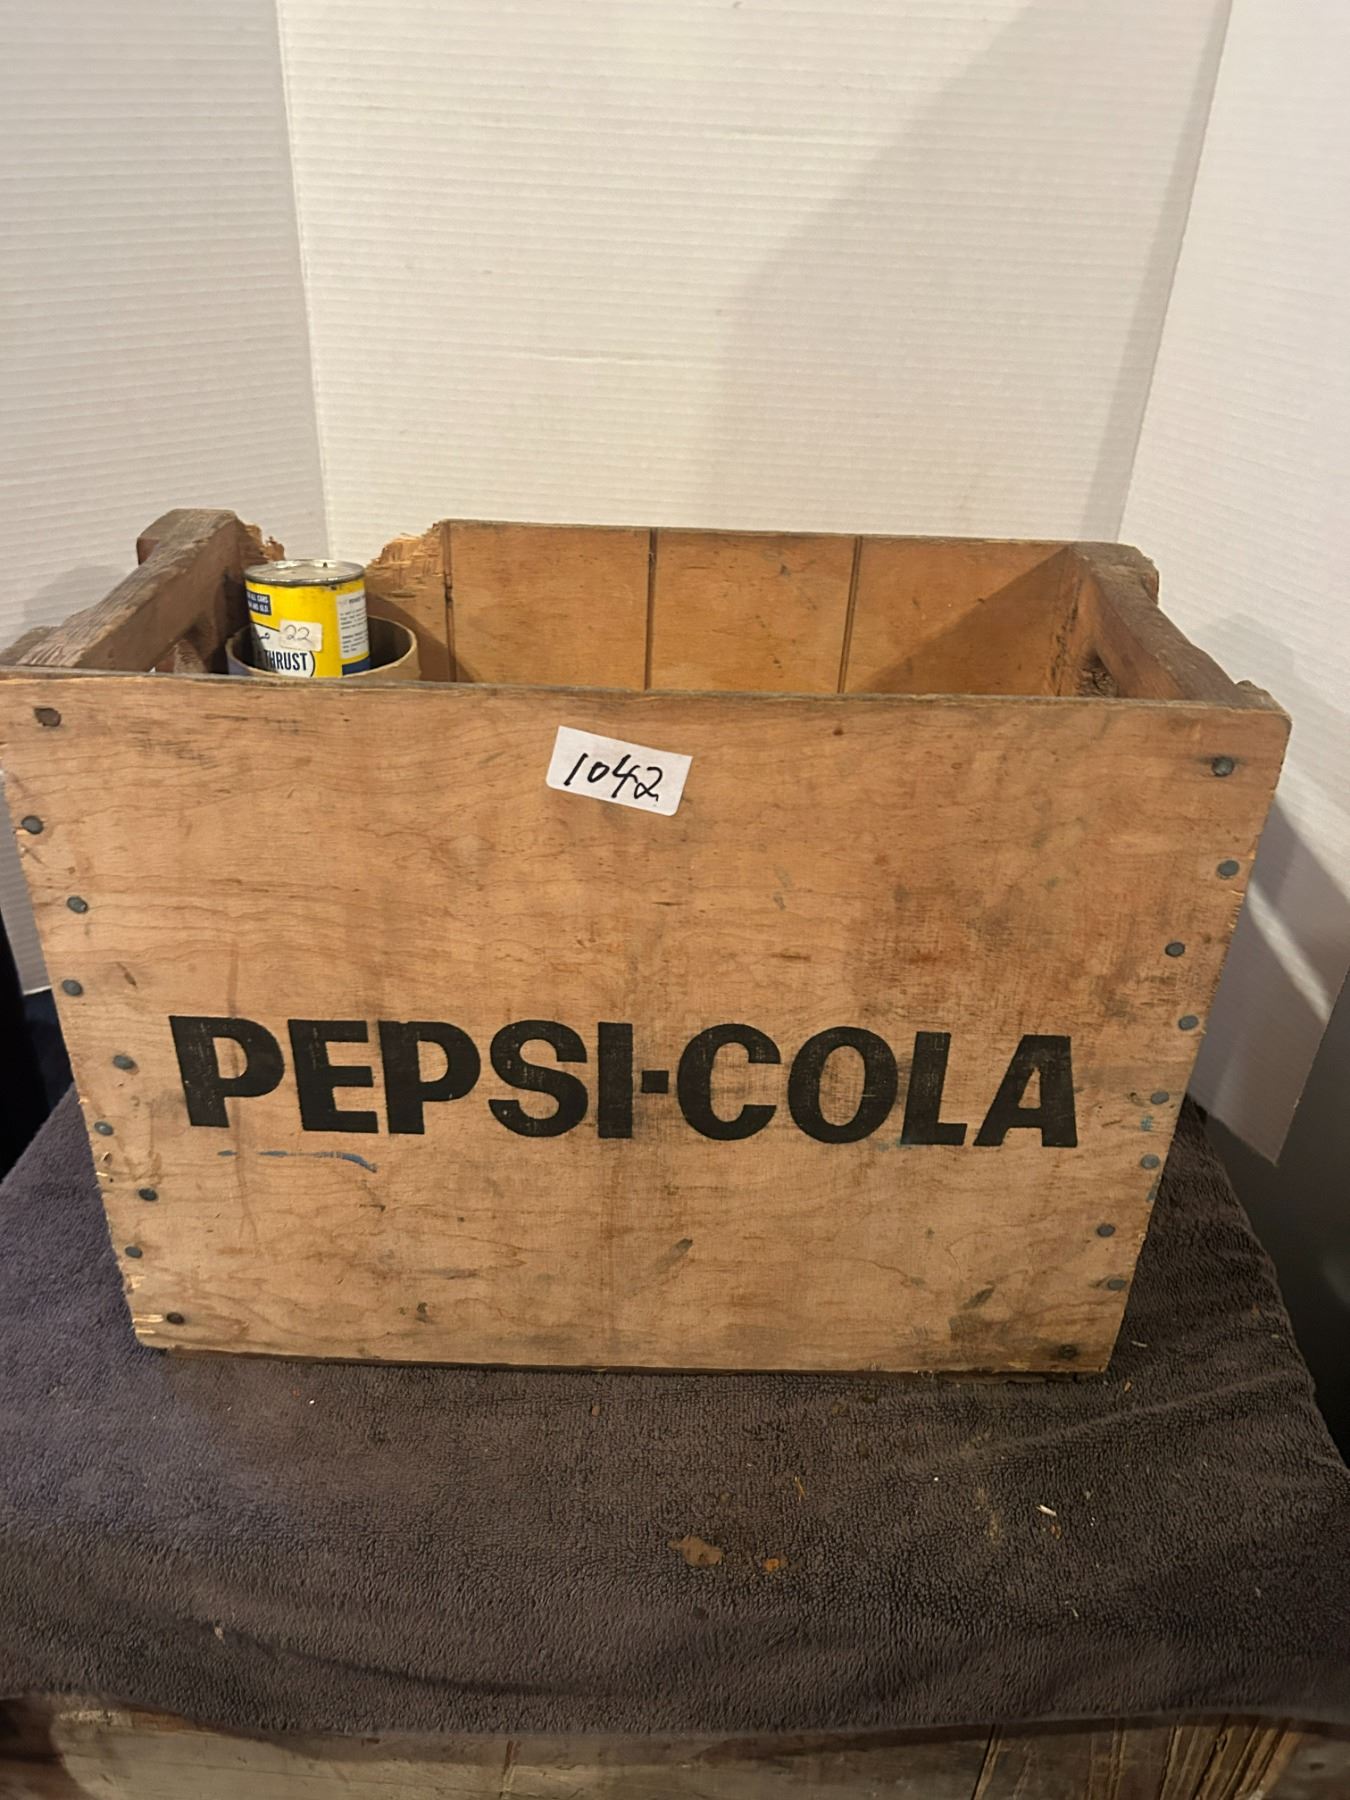 22
THRUST)
1042
PEPSI-COLA